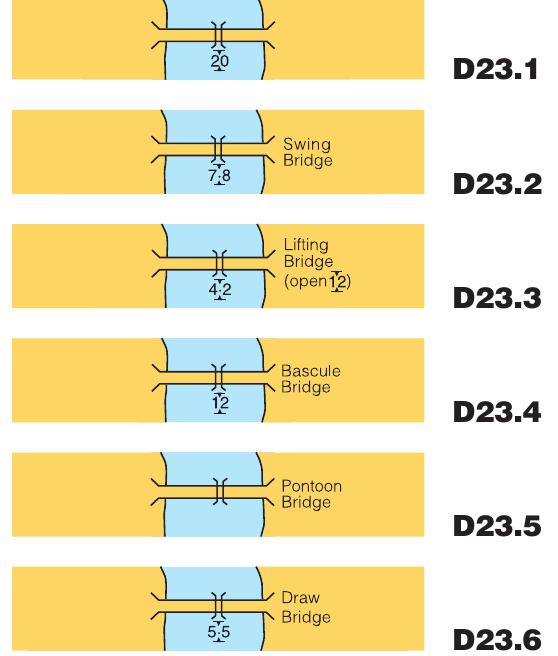 20
D23.1
Swing
Bridge
7·8
D23.2
Lifting
Bridge
(open 12)
4·2
D23.3
Bascule
Bridge
12
D23.4
Pontoon
Bridge
D23.5
Draw
Bridge
5·5
D23.6